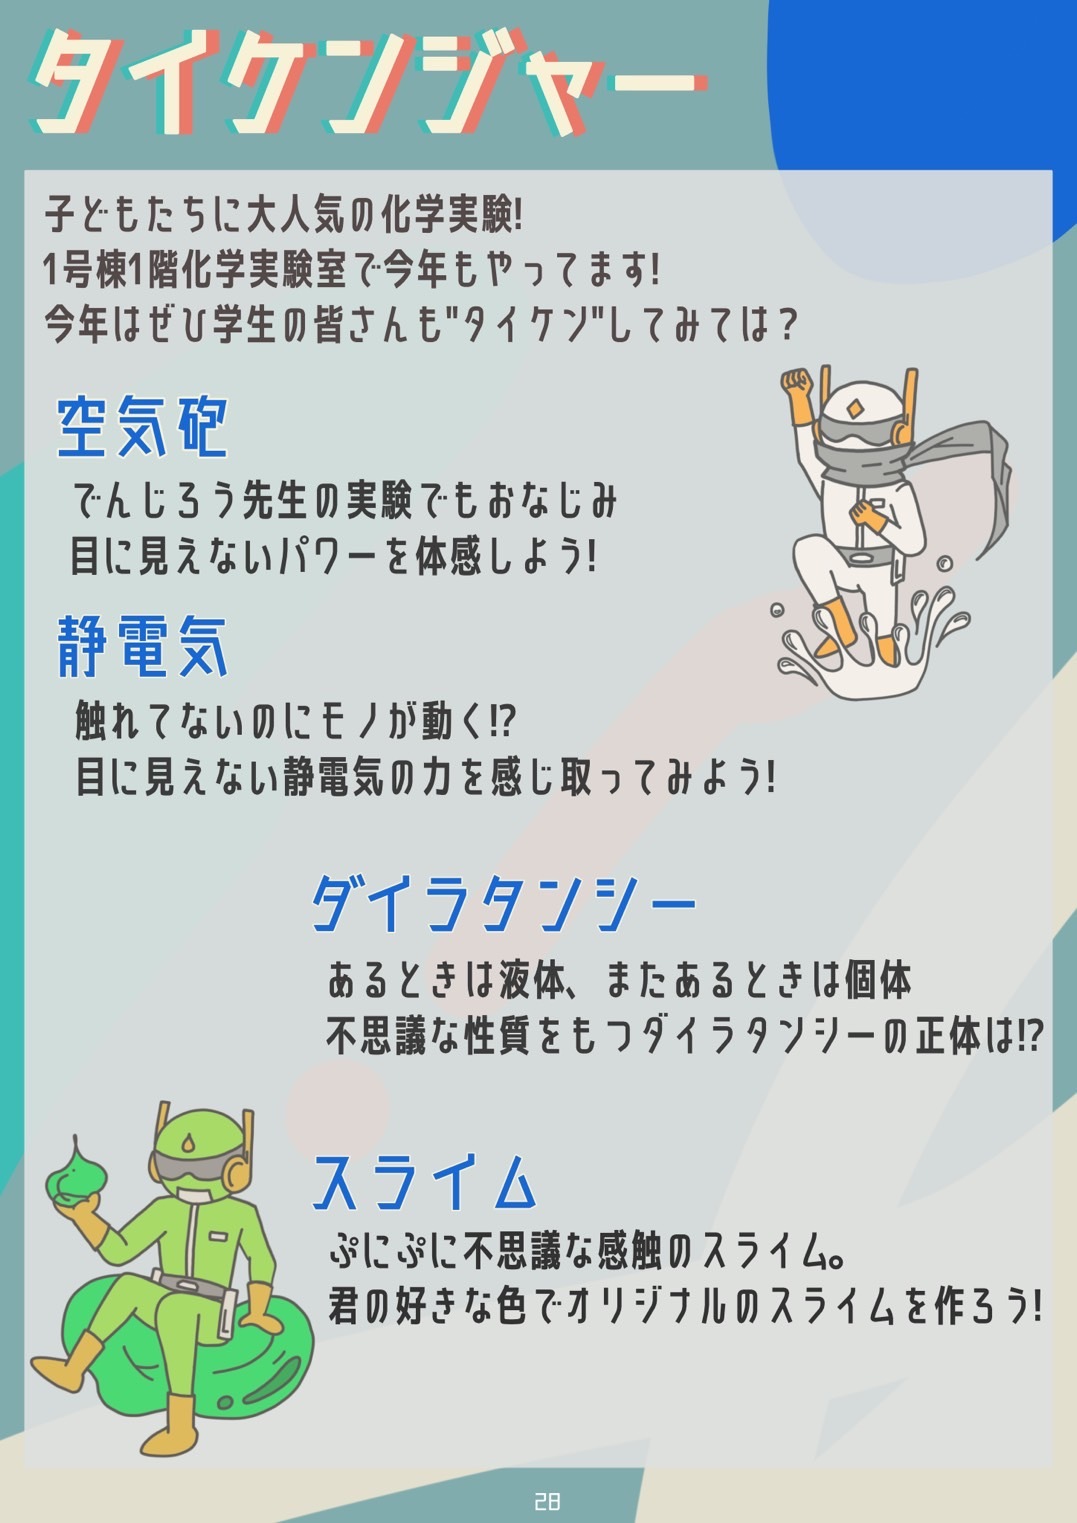 タイケンジャー
子どもたちに大人気の化学実験!
1号棟1階化学実験室で今年もやってます!
今年はぜひ学生の皆さんも"タイケン"してみては？
空気砲
でんじろう先生の実験でもおなじみ
目に見えないパワーを体感しよう!
静電気
触れてないのにモノが動く!?
目に見えない静電気の力を感じ取ってみよう!
ダイラタンシー
あるときは液体、またあるときは個体
不思議な性質をもつダイラタンシーの正体は!?
スライム
ぷにぷに不思議な感触のスライム。
君の好きな色でオリジナルのスライムを作ろう!
28